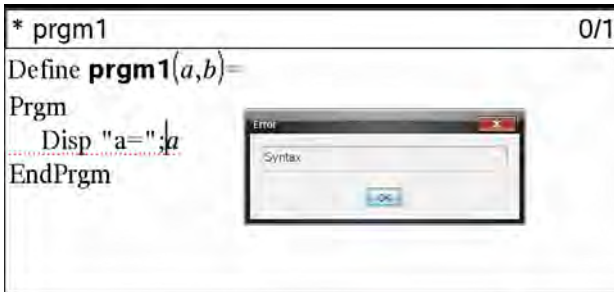 * prgm1 0/1
Define prgm1(a,b)=
Prgm
Disp "a=";a
EndPrgm
Error
Syntax
OK